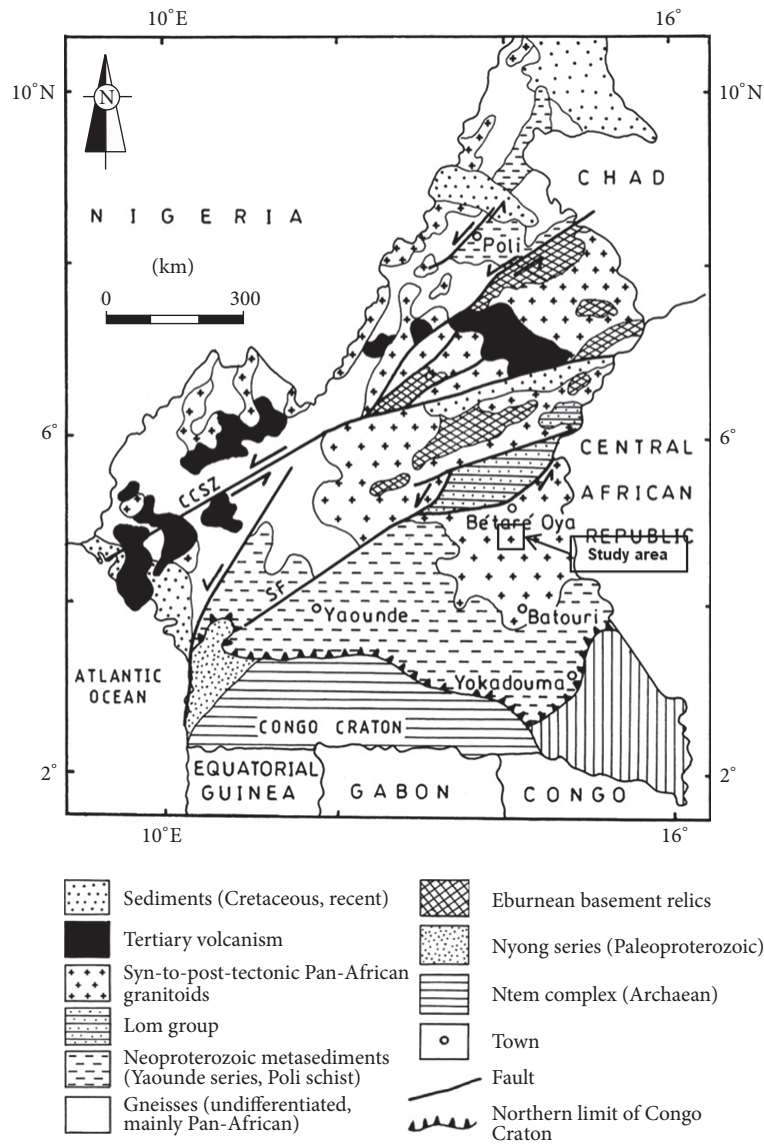 10°E 16°
10°N 10°N
N
CHAD
NIGERIA
Poli
(km)
0 300
6° 6°
CENTRAL
CCSZ
AFRICAN
Bétaré Oya
REPUBLIC
Study area
SF
Yaounde
Batouri
ATLANTIC
OCEAN
Yokadouma
CONGO CRATON
EQUATORIAL
GUINEA
GABON
CONGO
2° 2°
10°E 16°
Sediments (Cretaceous, recent)
Tertiary volcanism
Syn-to-post-tectonic Pan-African
granitoids
Lom group
Neoproterozoic metasediments
(Yaounde series, Poli schist)
Gneisses (undifferentiated,
mainly Pan-African)
Eburnean basement relics
Nyong series (Paleoproterozoic)
Ntem complex (Archaean)
Town
Fault
Northern limit of Congo
Craton